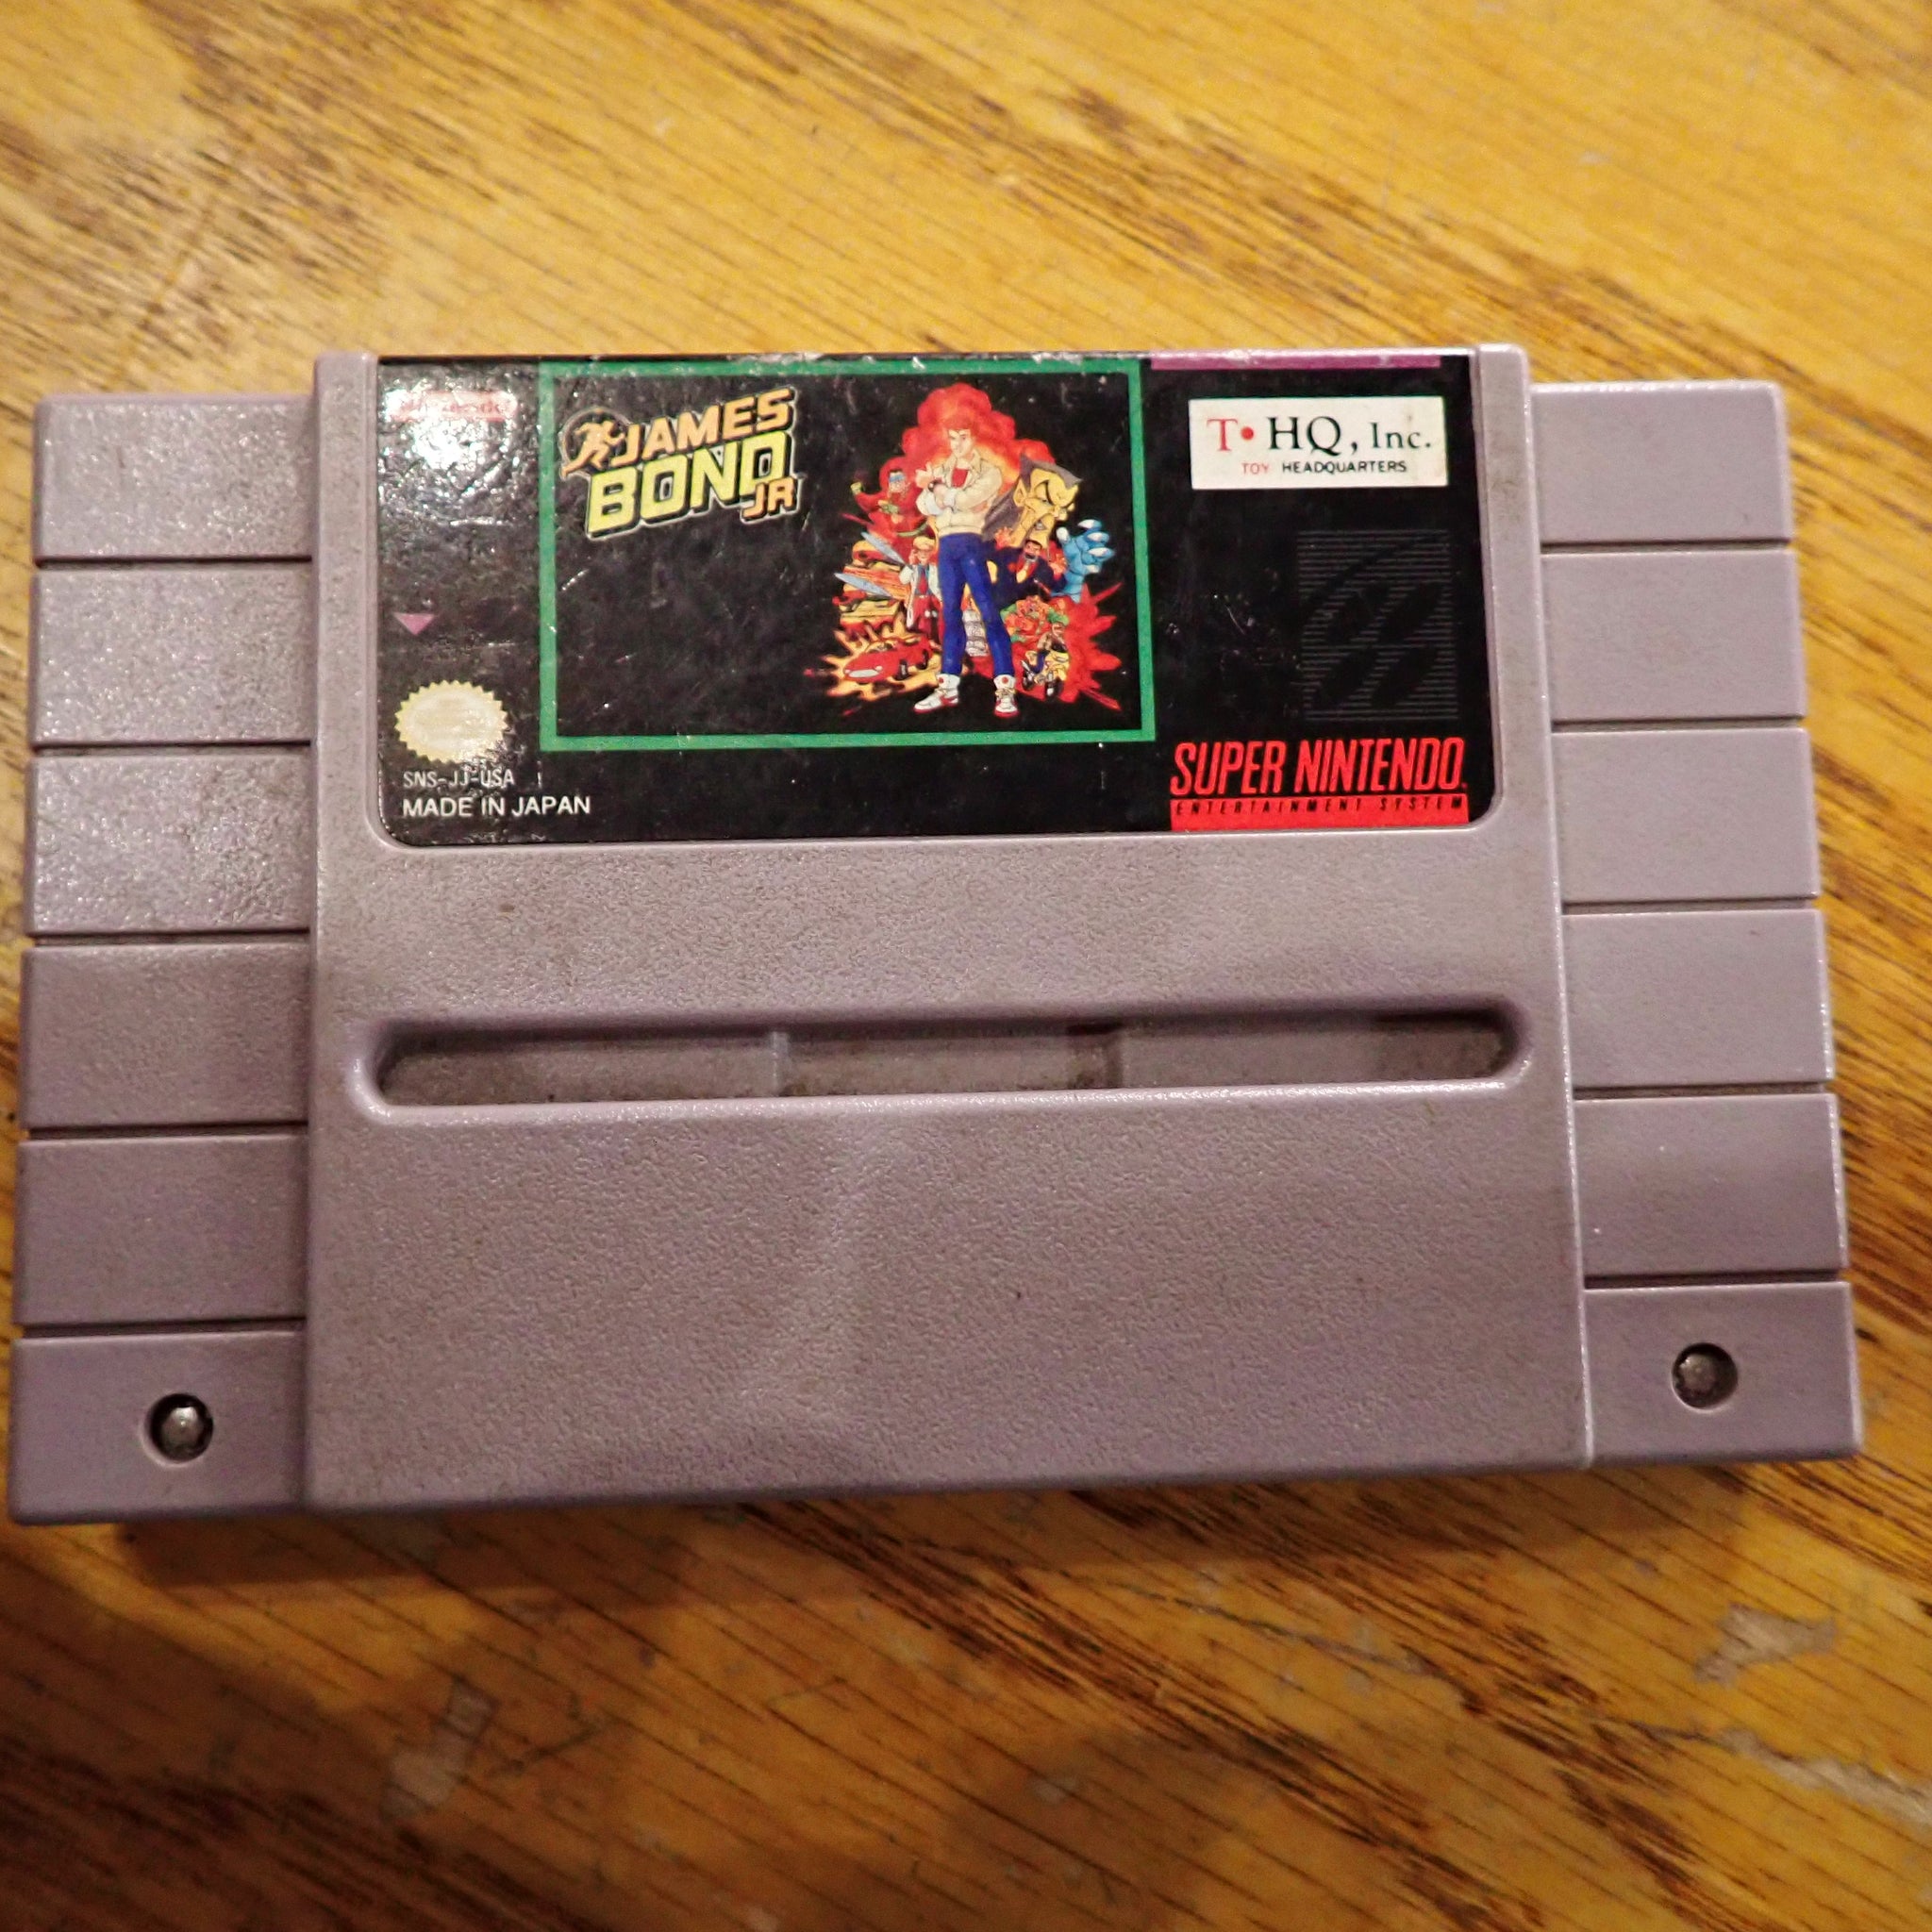 JAMES
BOND
JR
T•HQ, Inc.
TOY HEADQUARTERS
SNS-JJ-USA
MADE IN JAPAN
SUPER NINTENDO
ENTERTAINMENT SYSTEM